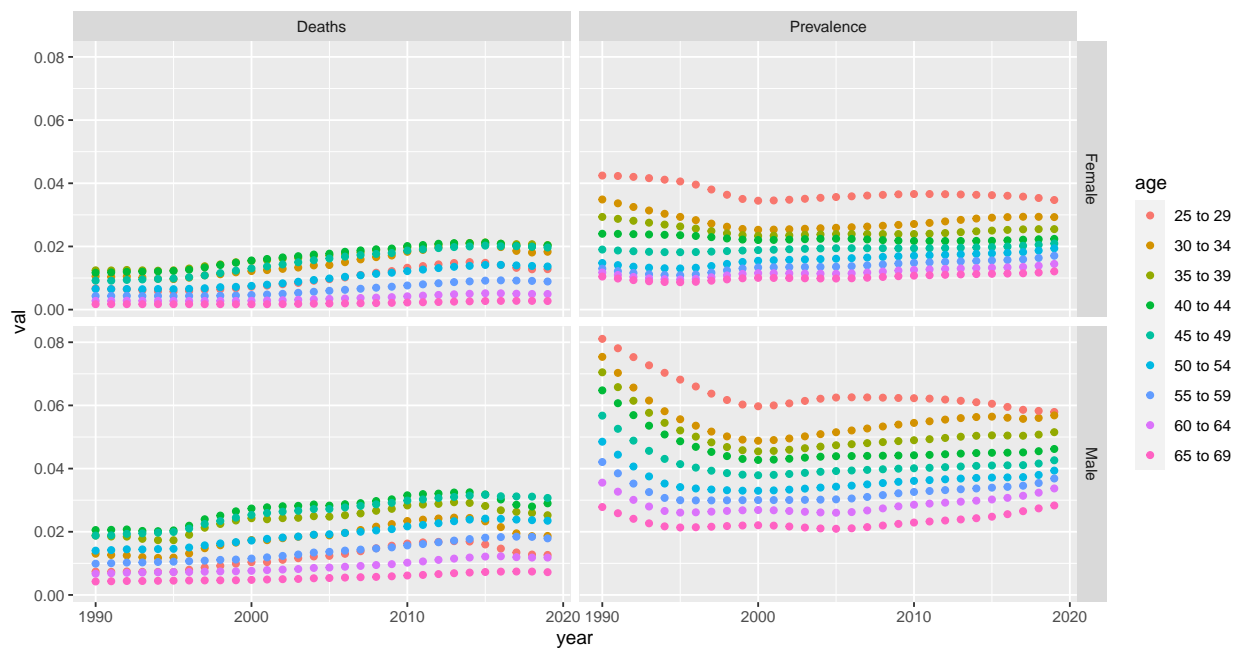 Deaths
Prevalence
0.08
0.06
0.04
0.02
0.00
Female
0.08
0.06
0.04
0.02
0.00
Male
val
1990
2000
2010
2020
1990
2000
2010
2020
year
age
25 to 29
30 to 34
35 to 39
40 to 44
45 to 49
50 to 54
55 to 59
60 to 64
65 to 69